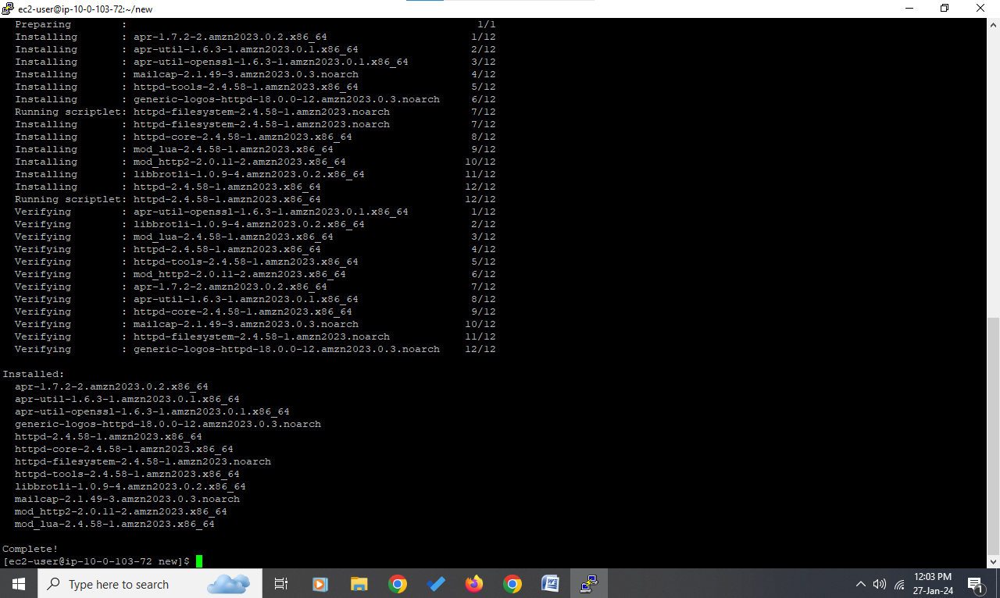 ec2-user@ip-10-0-103-72:~/new
Preparing : 1/1
Installing : apr-1.7.2-2.amzn2023.0.2.x86_64 1/12
Installing : apr-util-1.6.3-1.amzn2023.0.1.x86_64 2/12
Installing : apr-util-openssl-1.6.3-1.amzn2023.0.1.x86_64 3/12
Installing : mailcap-2.1.49-3.amzn2023.0.3.noarch 4/12
Installing : httpd-tools-2.4.58-1.amzn2023.x86_64 5/12
Installing : generic-logos-httpd-18.0.0-12.amzn2023.0.3.noarch 6/12
Running scriptlet: httpd-filesystem-2.4.58-1.amzn2023.noarch 7/12
Installing : httpd-filesystem-2.4.58-1.amzn2023.noarch 7/12
Installing : httpd-core-2.4.58-1.amzn2023.x86_64 8/12
Installing : mod_lua-2.4.58-1.amzn2023.x86_64 9/12
Installing : mod_http2-2.0.11-2.amzn2023.x86_64 10/12
Installing : libbrotli-1.0.9-4.amzn2023.0.2.x86_64 11/12
Installing : httpd-2.4.58-1.amzn2023.x86_64 12/12
Running scriptlet: httpd-2.4.58-1.amzn2023.x86_64 12/12
Verifying : apr-util-openssl-1.6.3-1.amzn2023.0.1.x86_64 1/12
Verifying : libbrotli-1.0.9-4.amzn2023.0.2.x86_64 2/12
Verifying : mod_lua-2.4.58-1.amzn2023.x86_64 3/12
Verifying : httpd-2.4.58-1.amzn2023.x86_64 4/12
Verifying : httpd-tools-2.4.58-1.amzn2023.x86_64 5/12
Verifying : mod_http2-2.0.11-2.amzn2023.x86_64 6/12
Verifying : apr-1.7.2-2.amzn2023.0.2.x86_64 7/12
Verifying : apr-util-1.6.3-1.amzn2023.0.1.x86_64 8/12
Verifying : httpd-core-2.4.58-1.amzn2023.x86_64 9/12
Verifying : mailcap-2.1.49-3.amzn2023.0.3.noarch 10/12
Verifying : httpd-filesystem-2.4.58-1.amzn2023.noarch 11/12
Verifying : generic-logos-httpd-18.0.0-12.amzn2023.0.3.noarch 12/12
Installed:
apr-1.7.2-2.amzn2023.0.2.x86_64
apr-util-1.6.3-1.amzn2023.0.1.x86_64
apr-util-openssl-1.6.3-1.amzn2023.0.1.x86_64
generic-logos-httpd-18.0.0-12.amzn2023.0.3.noarch
httpd-2.4.58-1.amzn2023.x86_64
httpd-core-2.4.58-1.amzn2023.x86_64
httpd-filesystem-2.4.58-1.amzn2023.noarch
httpd-tools-2.4.58-1.amzn2023.x86_64
libbrotli-1.0.9-4.amzn2023.0.2.x86_64
mailcap-2.1.49-3.amzn2023.0.3.noarch
mod_http2-2.0.11-2.amzn2023.x86_64
mod_lua-2.4.58-1.amzn2023.x86_64
Complete!
[ec2-user@ip-10-0-103-72 new]$
Type here to search
12:03 PM
27-Jan-24
1